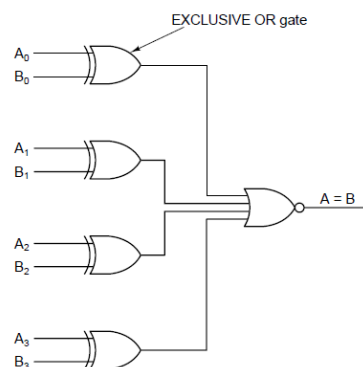 EXCLUSIVE OR gate
A₀
B₀
A₁
B₁
A = B
A₂
B₂
A₃
B₃